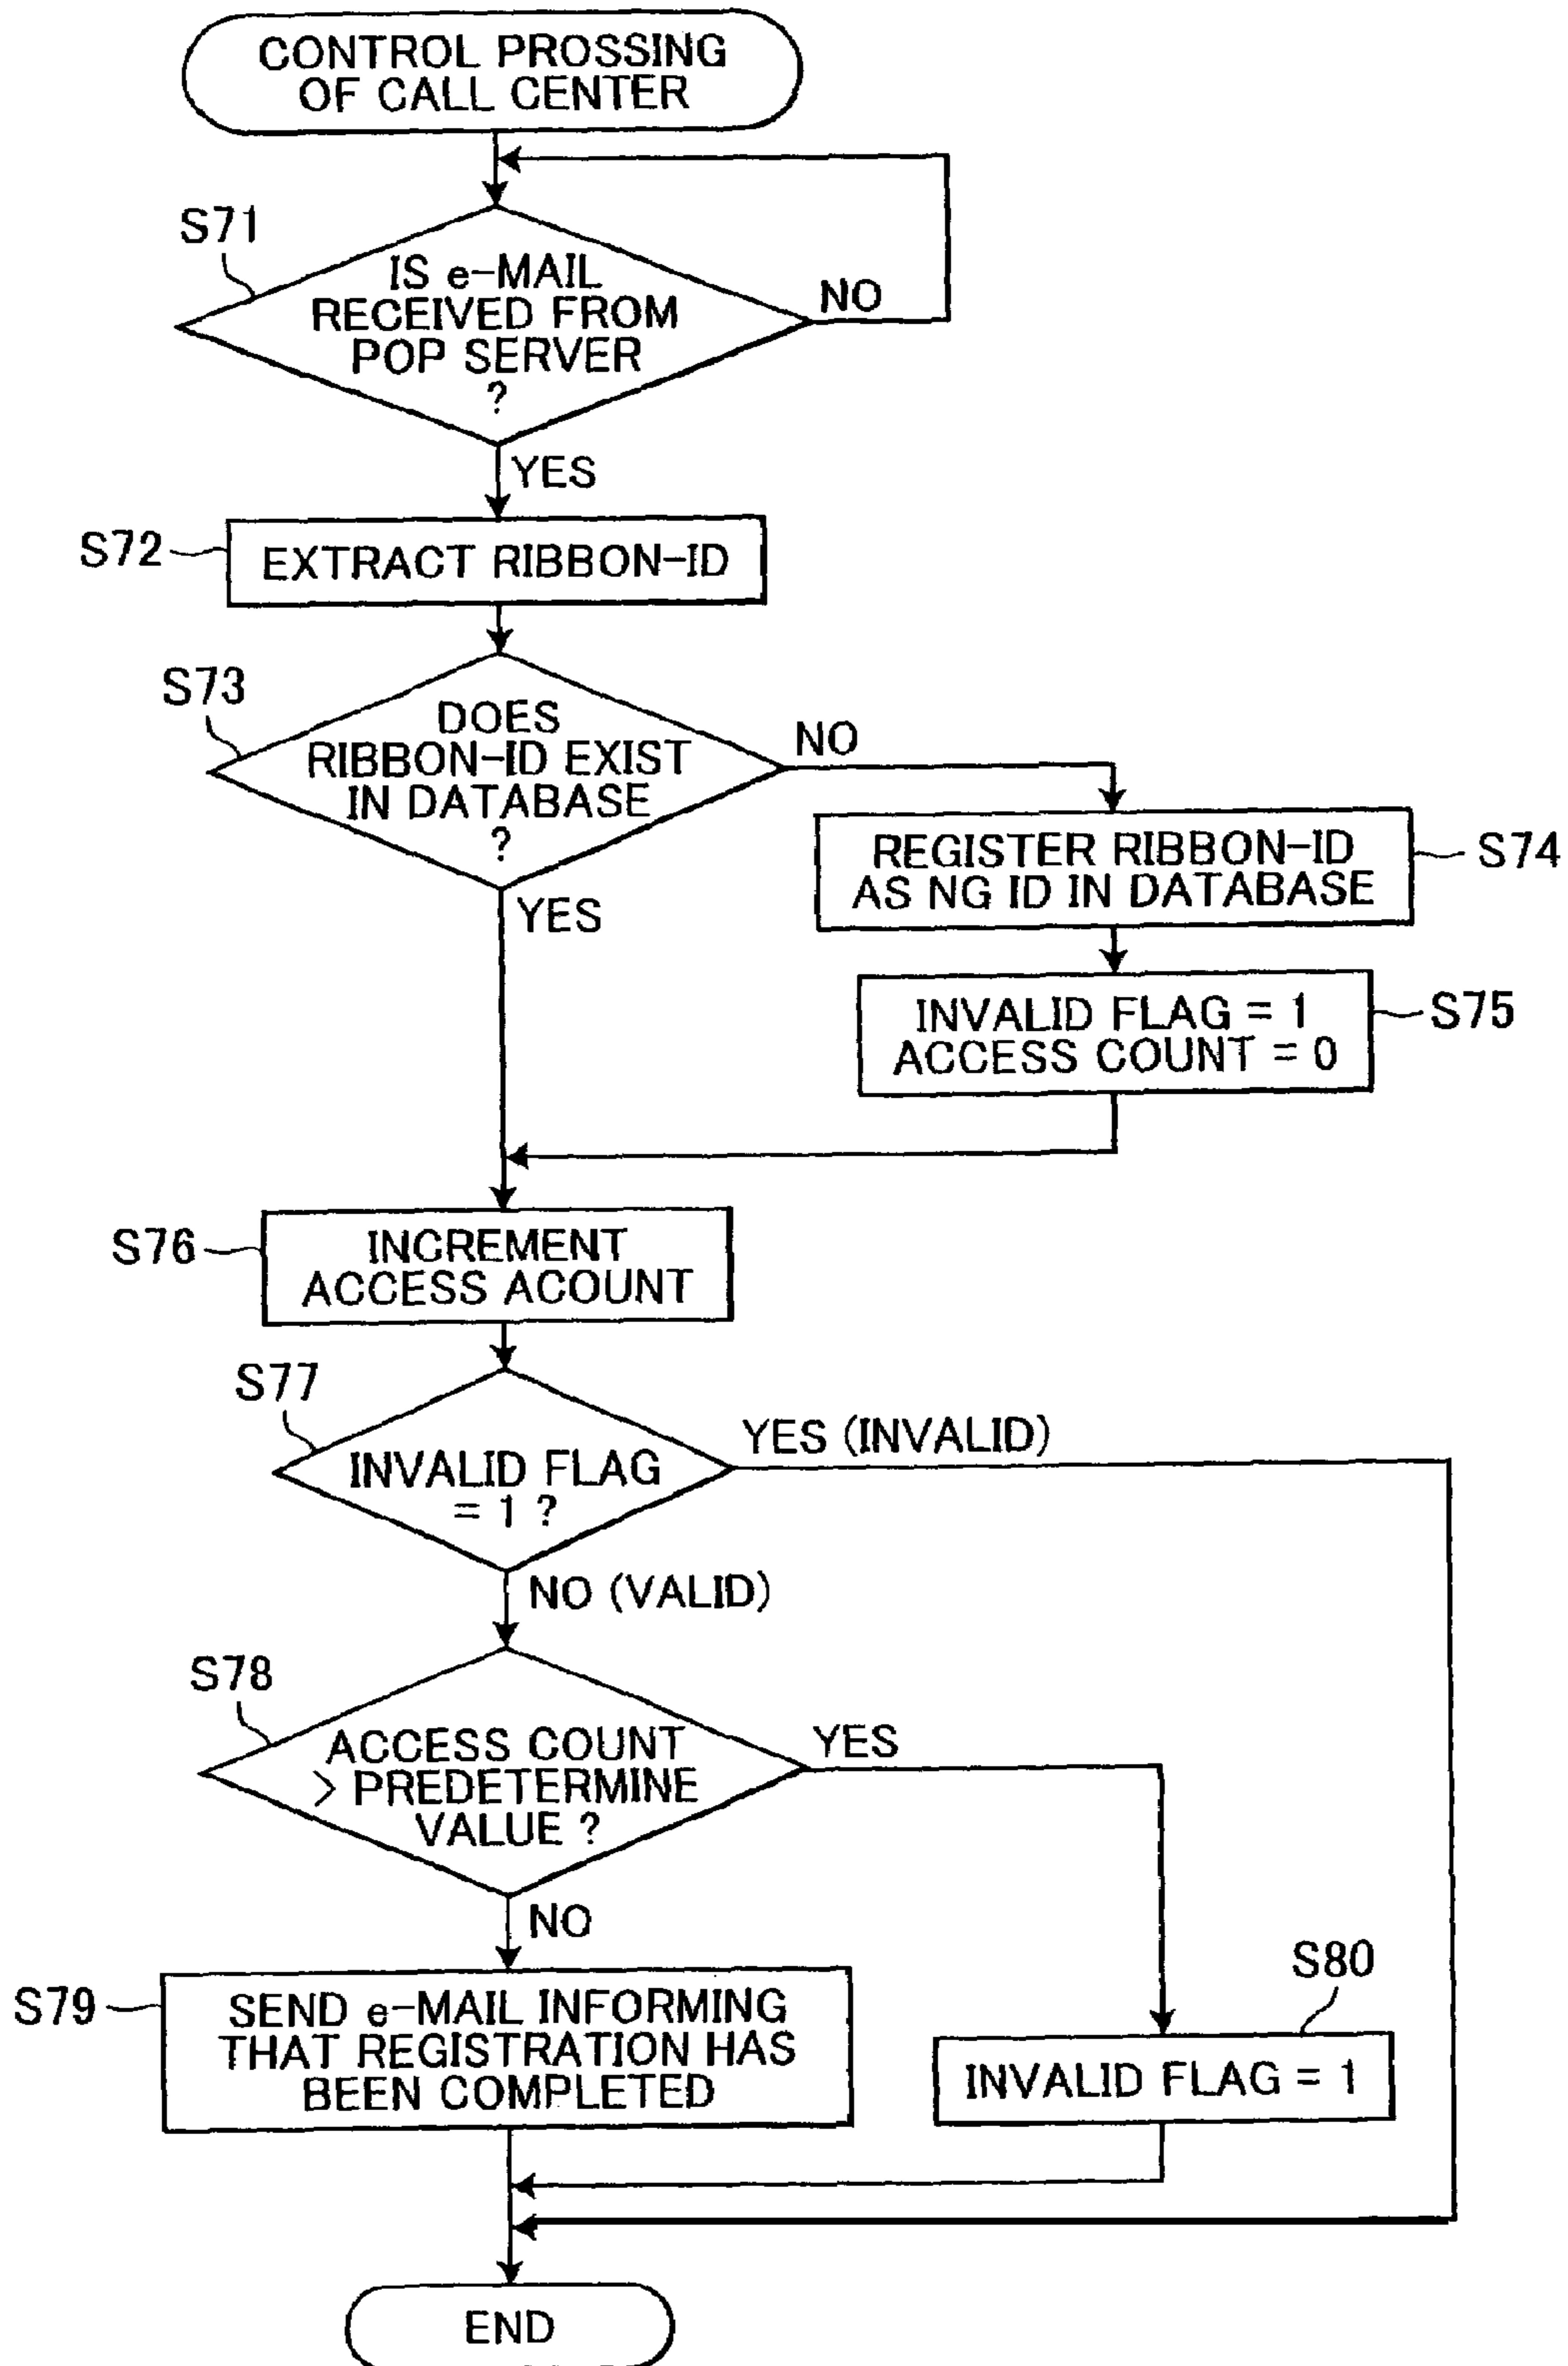 CONTROL PROSSING
OF CALL CENTER
S71
IS e-MAIL
RECEIVED FROM
POP SERVER
?
NO
YES
S72
EXTRACT RIBBON-ID
S73
DOES
RIBBON-ID EXIST
IN DATABASE
?
NO
YES
REGISTER RIBBON-ID
AS NG ID IN DATABASE
S74
INVALID FLAG = 1
ACCESS COUNT = 0
S75
S76
INCREMENT
ACCESS ACOUNT
S77
INVALID FLAG
= 1 ?
YES (INVALID)
NO (VALID)
S78
ACCESS COUNT
> PREDETERMINE
VALUE ?
YES
NO
S79
SEND e-MAIL INFORMING
THAT REGISTRATION HAS
BEEN COMPLETED
S80
INVALID FLAG = 1
END